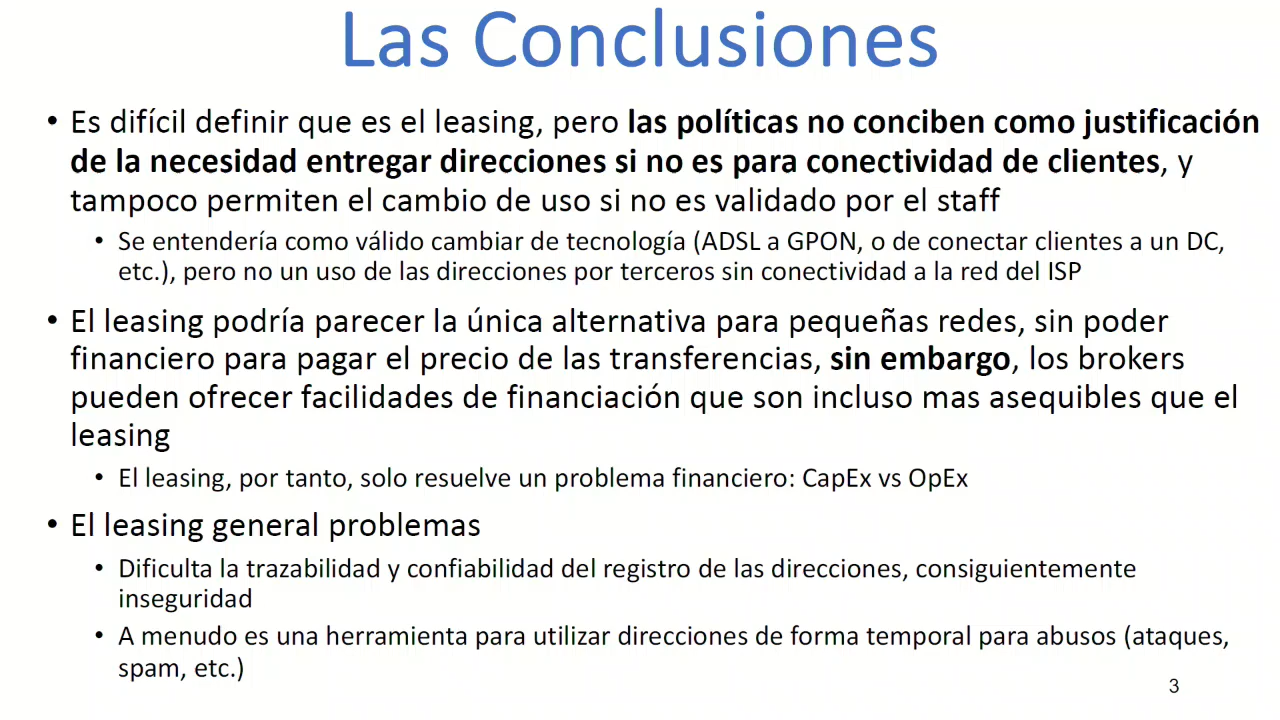 Las Conclusiones
• Es difícil definir que es el leasing, pero las políticas no conciben como justificación
de la necesidad entregar direcciones si no es para conectividad de clientes, y
tampoco permiten el cambio de uso si no es validado por el staff
• Se entendería como válido cambiar de tecnología (ADSL a GPON, o de conectar clientes a un DC,
etc.), pero no un uso de las direcciones por terceros sin conectividad a la red del ISP
• El leasing podría parecer la única alternativa para pequeñas redes, sin poder
financiero para pagar el precio de las transferencias, sin embargo, los brokers
pueden ofrecer facilidades de financiación que son incluso mas asequibles que el
leasing
• El leasing, por tanto, solo resuelve un problema financiero: CapEx vs OpEx
• El leasing general problemas
• Dificulta la trazabilidad y confiabilidad del registro de las direcciones, consiguientemente
inseguridad
• A menudo es una herramienta para utilizar direcciones de forma temporal para abusos (ataques,
spam, etc.)
3